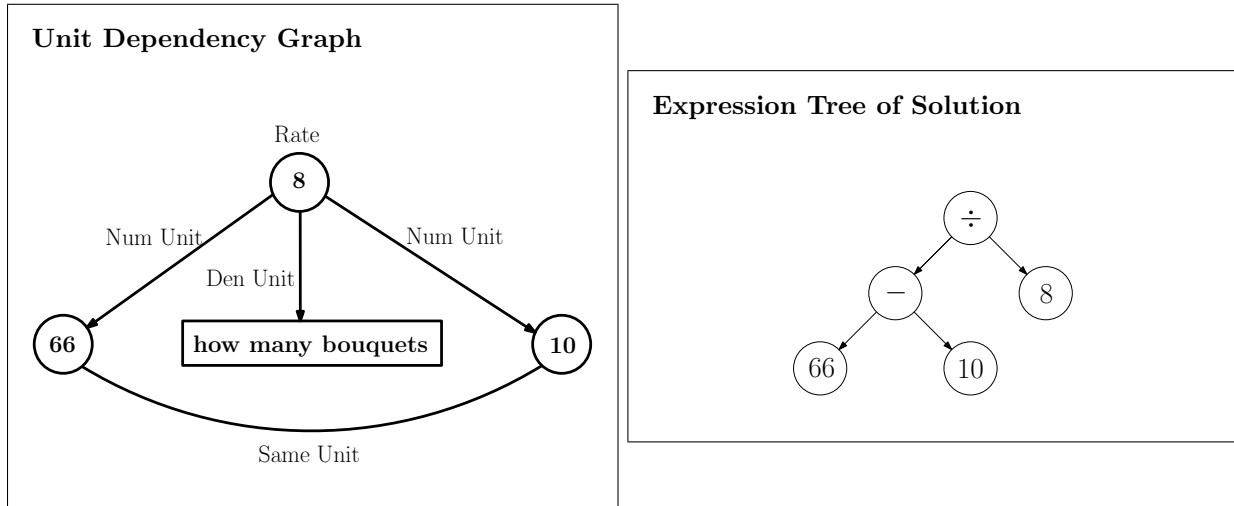 Unit Dependency Graph
Rate
8
Num Unit
Num Unit
Den Unit
66
how many bouquets
10
Same Unit
Expression Tree of Solution
÷
−
8
66
10